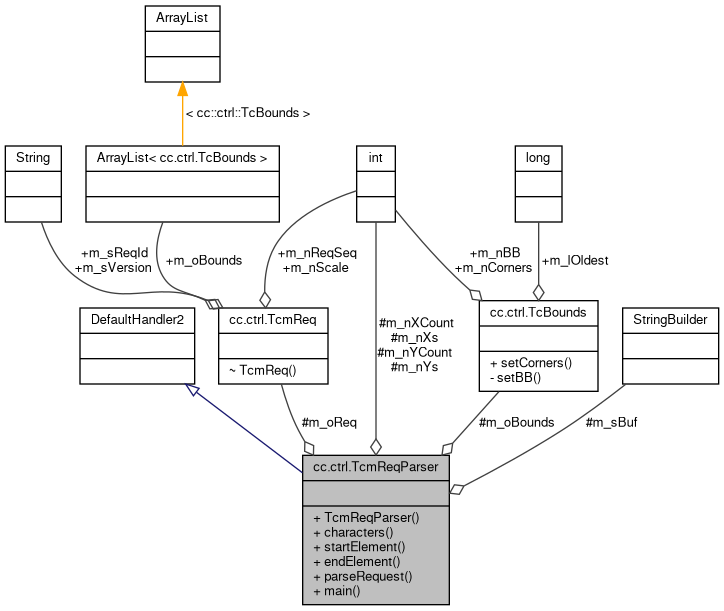 ArrayList
< cc::ctrl::TcBounds >
String
ArrayList< cc.ctrl.TcBounds >
int
long
+m_sReqId
+m_sVersion
+m_oBounds
+m_nReqSeq
+m_nScale
+m_nBB
+m_nCorners
+m_lOldest
DefaultHandler2
cc.ctrl.TcmReq
~ TcmReq()
#m_nXCount
#m_nXs
#m_nYCount
#m_nYs
cc.ctrl.TcBounds
+ setCorners()
- setBB()
StringBuilder
#m_oReq
#m_oBounds
#m_sBuf
cc.ctrl.TcmReqParser
+ TcmReqParser()
+ characters()
+ startElement()
+ endElement()
+ parseRequest()
+ main()